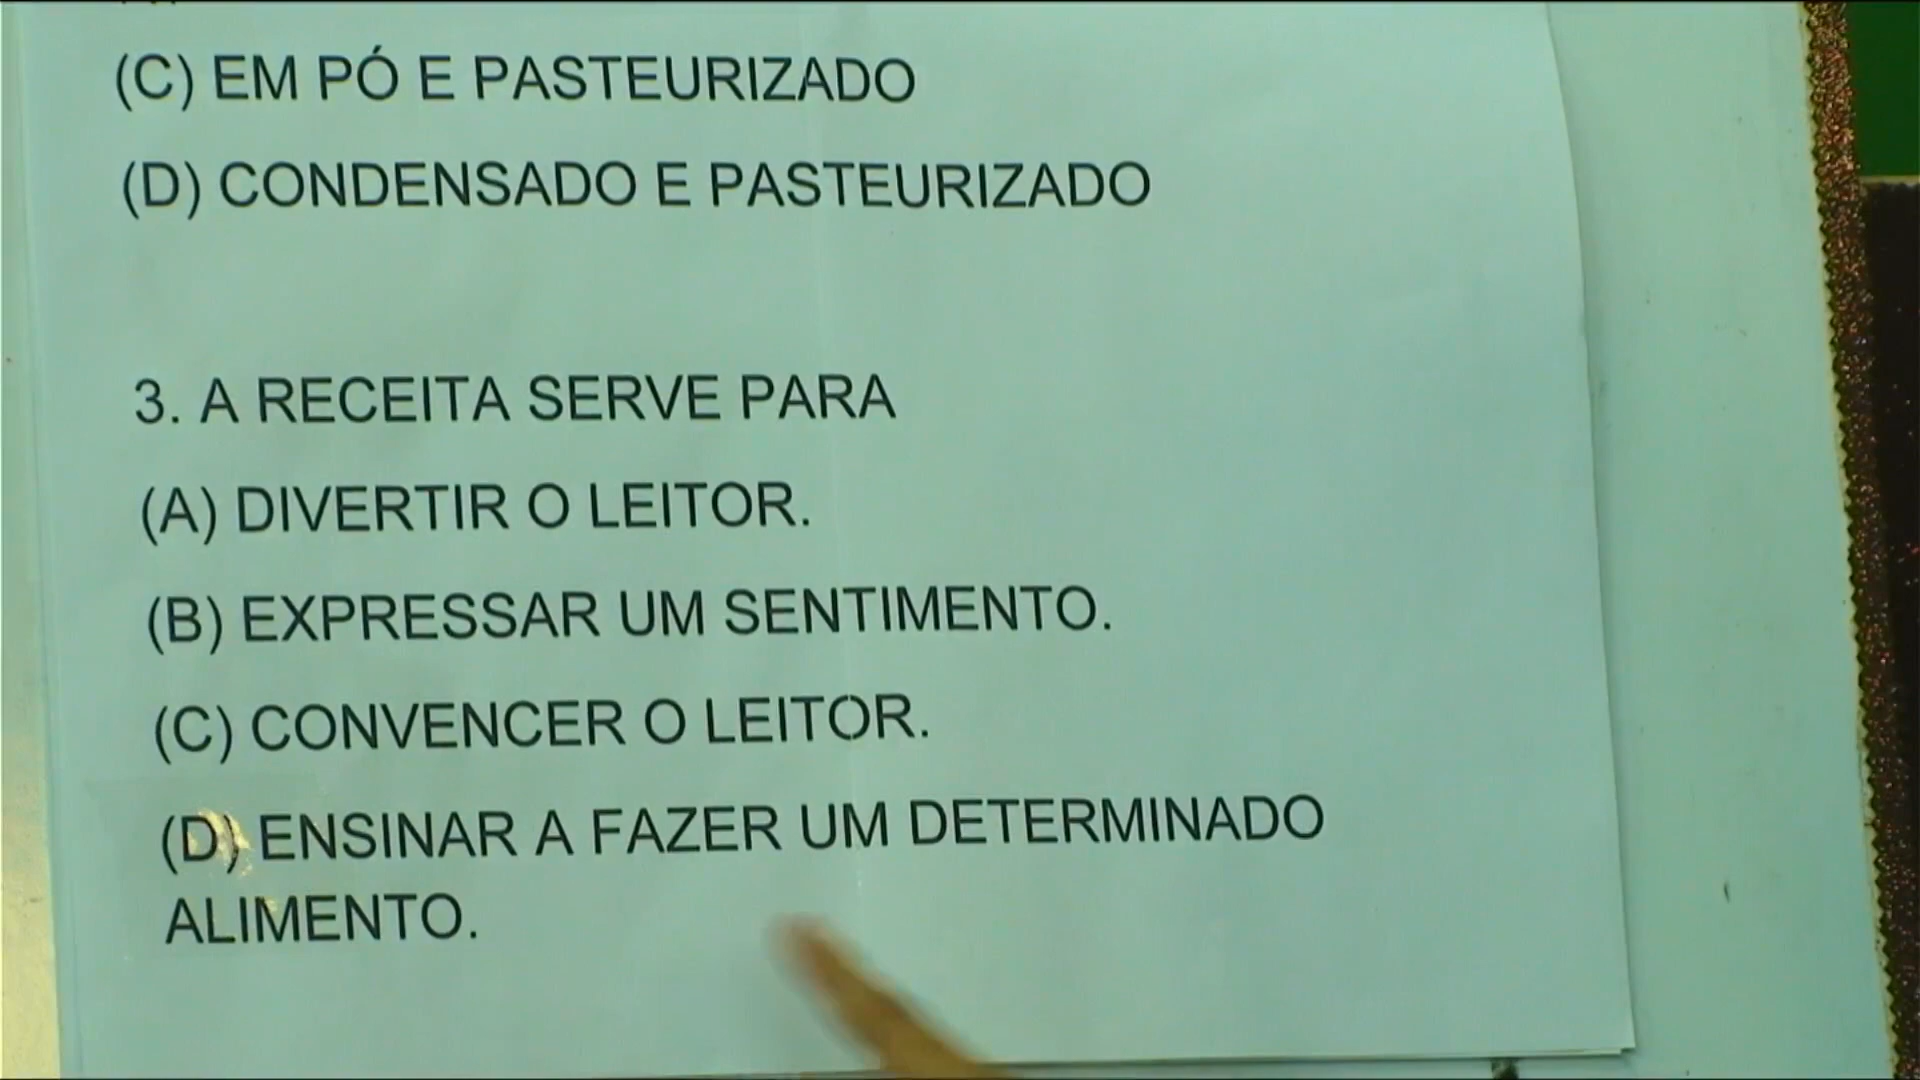 (C) EM PÓ E PASTEURIZADO
(D) CONDENSADO E PASTEURIZADO
3. A RECEITA SERVE PARA
(A) DIVERTIR O LEITOR.
(B) EXPRESSAR UM SENTIMENTO.
(C) CONVENCER O LEITOR.
(D) ENSINAR A FAZER UM DETERMINADO
ALIMENTO.